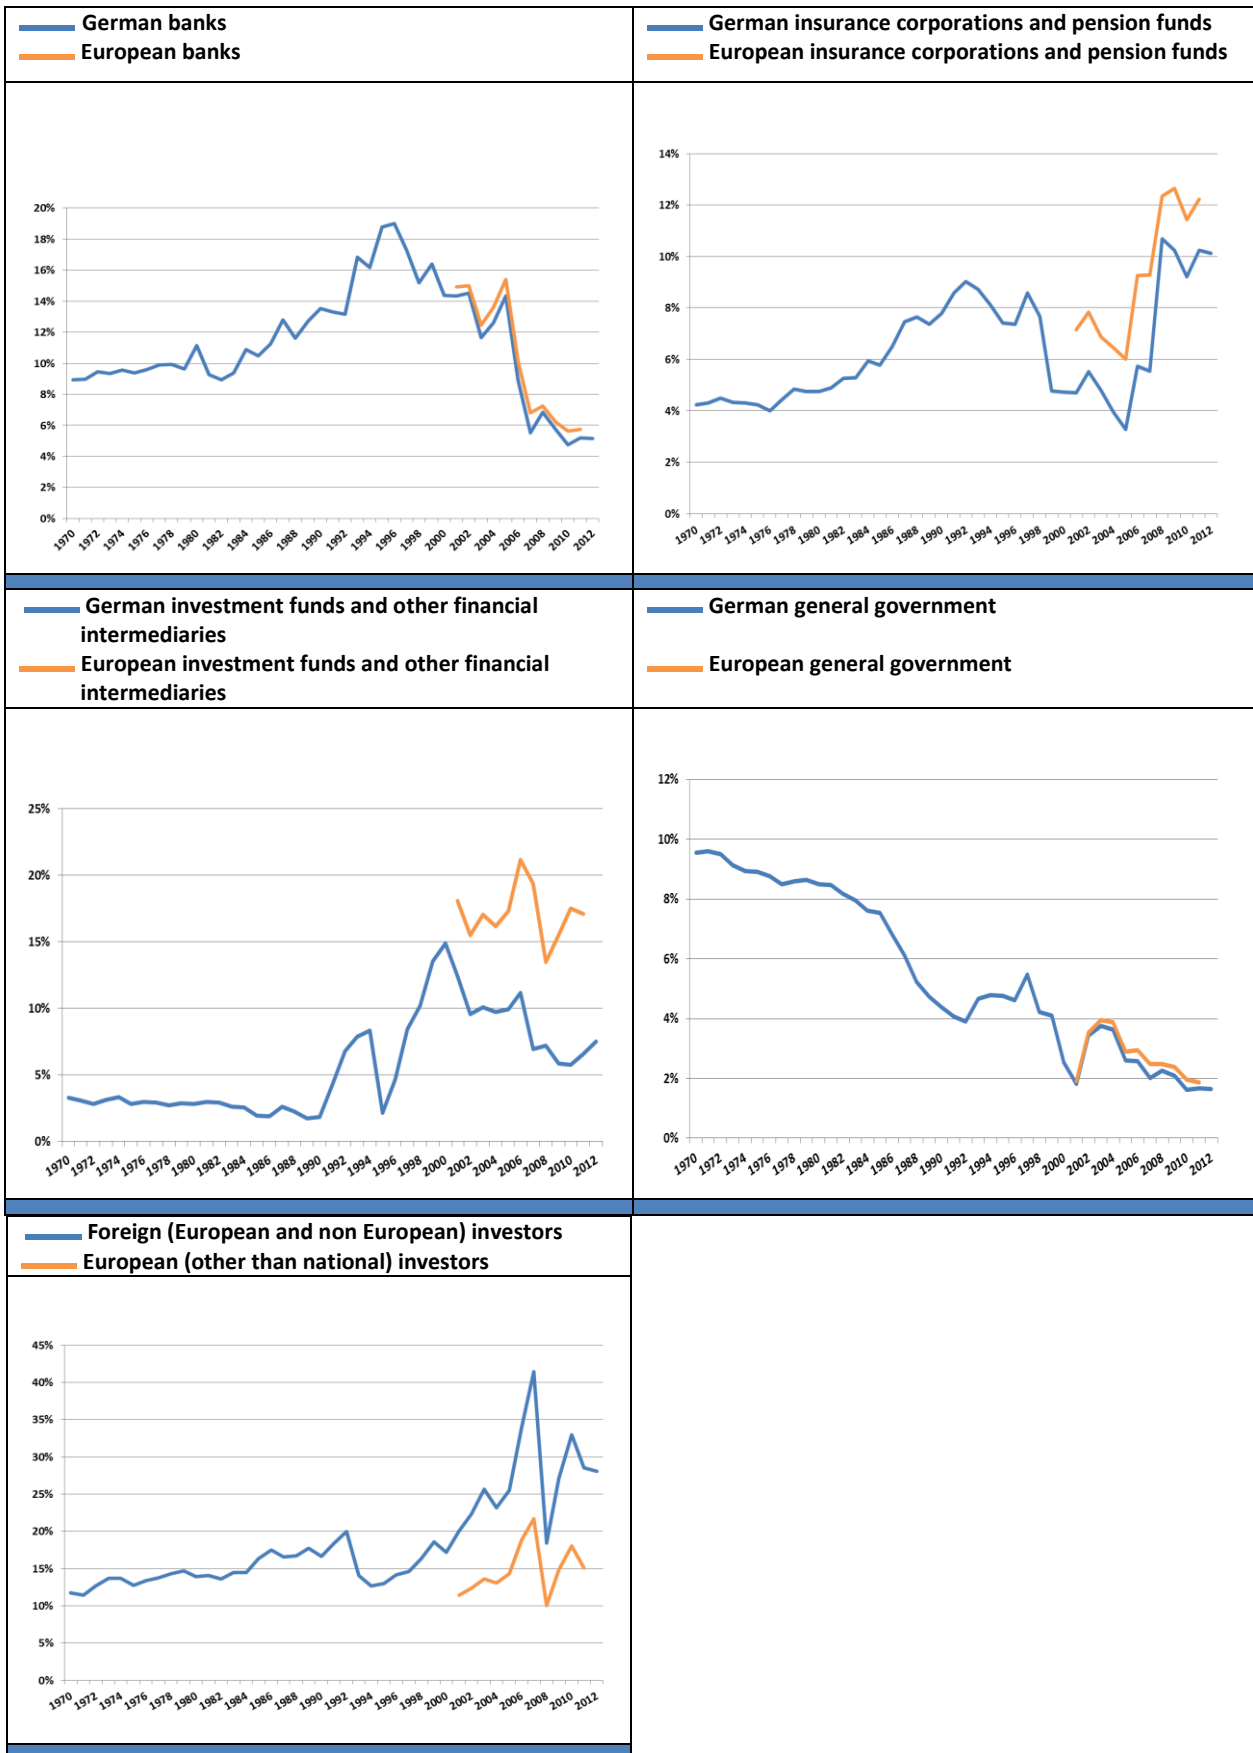 German banks
European banks
German insurance corporations and pension funds
European insurance corporations and pension funds
20%
18%
16%
14%
12%
10%
8%
6%
4%
2%
0%
1970 1972 1974 1976 1978 1980 1982 1984 1986 1988 1990 1992 1994 1996 1998 2000 2002 2004 2006 2008 2010 2012
14%
12%
10%
8%
6%
4%
2%
0%
1970 1972 1974 1976 1978 1980 1982 1984 1986 1988 1990 1992 1994 1996 1998 2000 2002 2004 2006 2008 2010 2012
German investment funds and other financial
intermediaries
European investment funds and other financial
intermediaries
German general government
European general government
25%
20%
15%
10%
5%
0%
1970 1972 1974 1976 1978 1980 1982 1984 1986 1988 1990 1992 1994 1996 1998 2000 2002 2004 2006 2008 2010 2012
12%
10%
8%
6%
4%
2%
0%
1970 1972 1974 1976 1978 1980 1982 1984 1986 1988 1990 1992 1994 1996 1998 2000 2002 2004 2006 2008 2010 2012
Foreign (European and non European) investors
European (other than national) investors
45%
40%
35%
30%
25%
20%
15%
10%
5%
0%
1970 1972 1974 1976 1978 1980 1982 1984 1986 1988 1990 1992 1994 1996 1998 2000 2002 2004 2006 2008 2010 2012